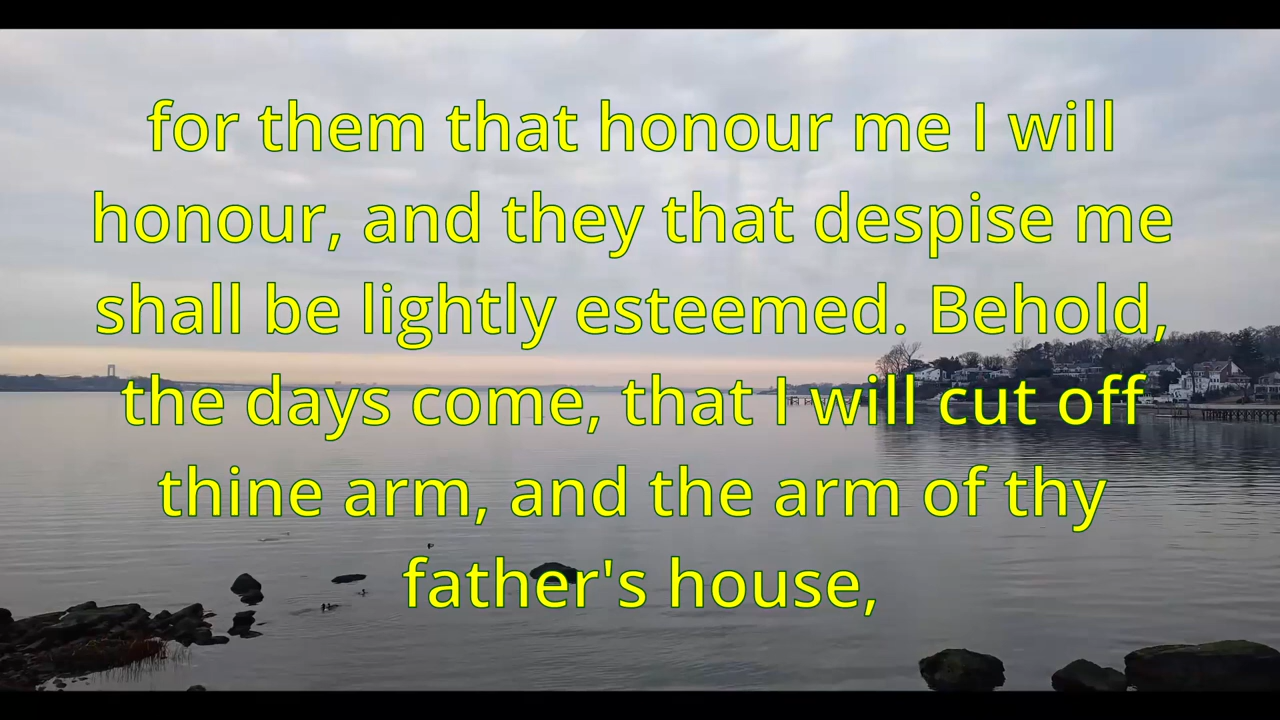 for them that honour me I will
honour, and they that despise me
shall be lightly esteemed. Behold,
the days come, that I will cut off
thine arm, and the arm of thy
father's house,